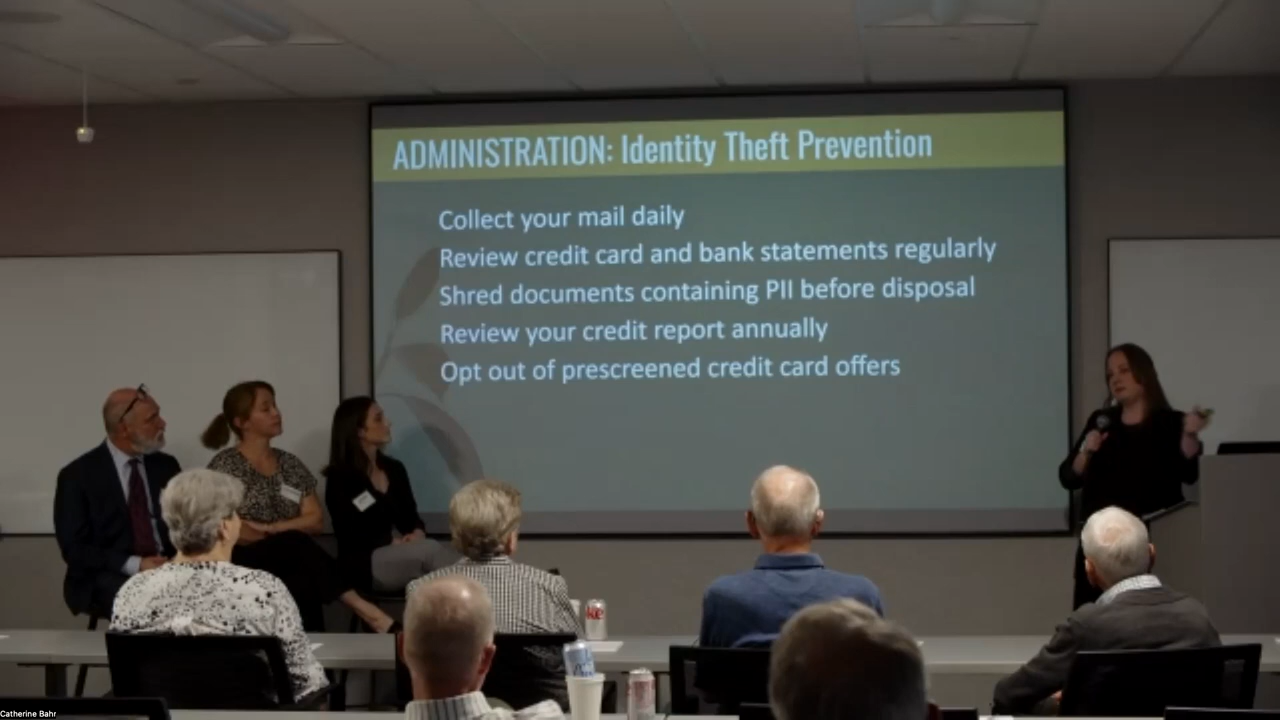 ADMINISTRATION: Identity Theft Prevention
Collect your mail daily
Review credit card and bank statements regularly
Shred documents containing PII before disposal
Review your credit report annually
Opt out of prescreened credit card offers
ke
Catherine Bahr